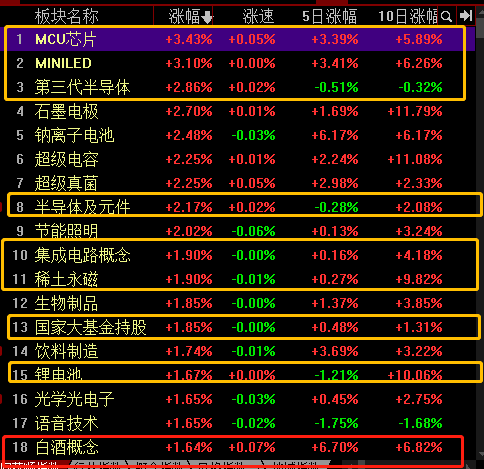 板块名称 涨幅 涨速 5日涨幅 10日涨幅
1 MCU芯片 +3.43% +0.05% +3.39% +5.89%
2 MINILED +3.10% +0.00% +3.41% +6.26%
3 第三代半导体 +2.86% +0.02% -0.51% -0.32%
4 石墨电极 +2.70% +0.01% +1.69% +11.79%
5 钠离子电池 +2.48% -0.03% +6.17% +6.17%
6 超级电容 +2.25% +0.01% +2.24% +11.08%
7 超级真菌 +2.25% +0.05% +2.98% +2.33%
8 半导体及元件 +2.17% +0.02% -0.28% +2.08%
9 节能照明 +2.02% -0.06% +0.13% +3.24%
10 集成电路概念 +1.90% -0.00% +0.16% +4.18%
11 稀土永磁 +1.90% -0.01% +0.27% +9.82%
12 生物制品 +1.85% -0.00% +1.37% +3.85%
13 国家大基金持股 +1.85% -0.00% +0.48% +1.31%
14 饮料制造 +1.74% -0.01% +3.69% +3.22%
15 锂电池 +1.67% +0.00% -1.21% +10.06%
16 光学光电子 +1.65% -0.03% +0.45% +2.75%
17 语音技术 +1.65% -0.02% -1.75% -1.68%
18 白酒概念 +1.64% +0.07% +6.70% +6.82%